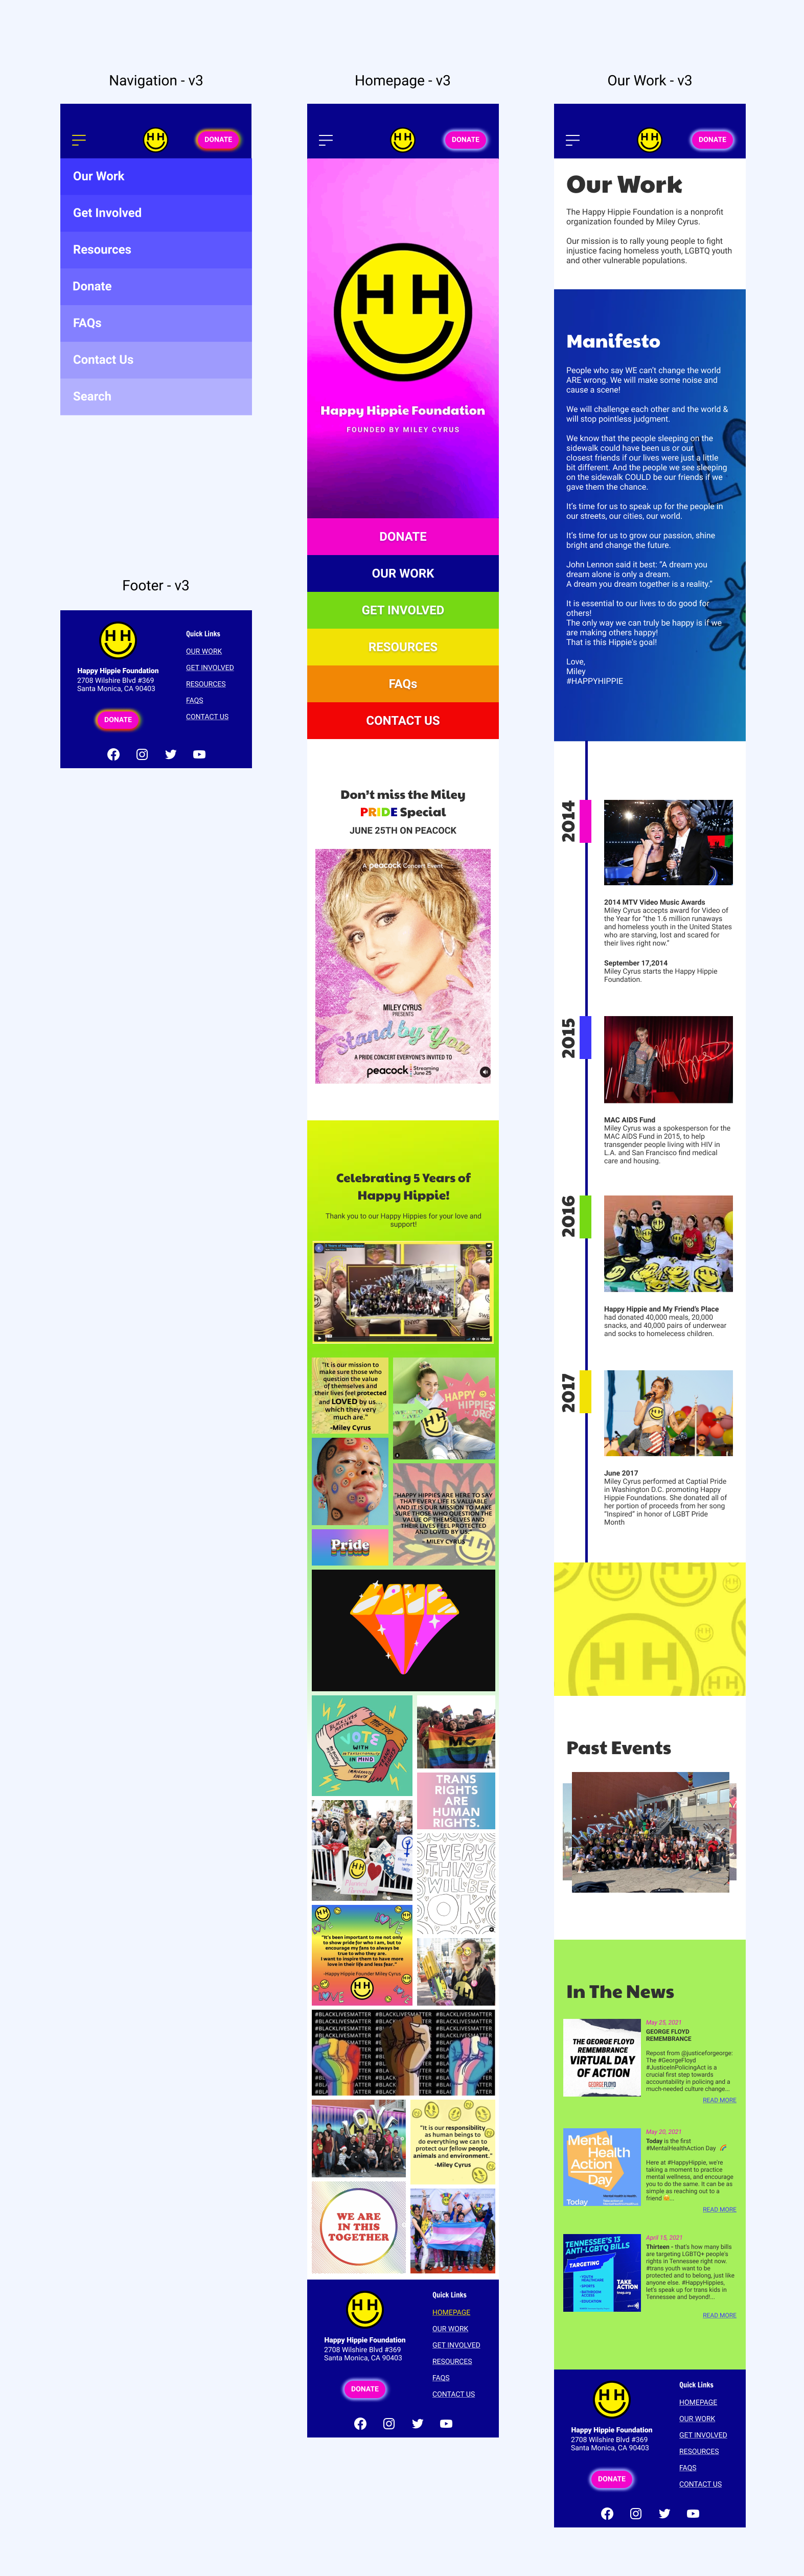 Navigation - v3
DONATE
Our Work
Get Involved
Resources
Donate
FAQs
Contact Us
Search
Footer - v3
HH
Happy Hippie Foundation
2708 Wilshire Blvd #369
Santa Monica, CA 90403
DONATE
Quick Links
OUR WORK
GET INVOLVED
RESOURCES
FAQS
CONTACT US
Homepage - v3
DONATE
HH
Happy Hippie Foundation
FOUNDED BY MILEY CYRUS
DONATE
OUR WORK
GET INVOLVED
RESOURCES
FAQs
CONTACT US
Don't miss the Miley
PRIDE Special
JUNE 25TH ON PEACOCK
A peacock Concert Event
MILEY CYRUS
PRESENTS
Stand by You
A PRIDE CONCERT EVERYONE'S INVITED TO
peacock Streaming
June 25
Celebrating 5 Years of
Happy Hippie!
Thank you to our Happy Hippies for your love and
support!
"It is our mission to
make sure those who
question the value
of themselves and
their lives feel protected
and LOVED by us...
which they very
much are."
-Miley Cyrus
HAPPY
HIPPIES
.ORG
"HAPPY HIPPIES ARE HERE TO SAY
THAT EVERY LIFE IS VALUABLE
AND IT IS OUR MISSION TO MAKE
SURE THOSE WHO QUESTION THE
VALUE OF THEMSELVES AND
THEIR LIVES FEEL PROTECTED
AND LOVED BY US."
- MILEY CYRUS
Pride
LOVE
BLACK LIVES
MATTER
ME TOO
VOTE
WITH
INTERSECTIONALITY
IN MIND
TRANS
RIGHTS
ARE
HUMAN
RIGHTS.
EVERY
THING
WILL BE
OK
"It's been important to me not only
to show pride for who I am, but to
encourage my fans to always be
true to who they are.
I want to inspire them to have more
love in their life and less fear."
-Happy Hippie Founder Miley Cyrus
#BLACKLIVESMATTER #BLACKLIVESMATTER #BLACKLIVESMATTER
"It is our responsibility
as human beings to
do everything we can to
protect our fellow people,
animals and environment."
-Miley Cyrus
WE ARE
IN THIS
TOGETHER
Happy Hippie Foundation
2708 Wilshire Blvd #369
Santa Monica, CA 90403
DONATE
Quick Links
HOMEPAGE
OUR WORK
GET INVOLVED
RESOURCES
FAQS
CONTACT US
Our Work - v3
DONATE
Our Work
The Happy Hippie Foundation is a nonprofit
organization founded by Miley Cyrus.
Our mission is to rally young people to fight
injustice facing homeless youth, LGBTQ youth
and other vulnerable populations.
Manifesto
People who say WE can't change the world
ARE wrong. We will make some noise and
cause a scene!
We will challenge each other and the world &
will stop pointless judgment.
We know that the people sleeping on the
sidewalk could have been us or our
closest friends if our lives were just a little
bit different. And the people we see sleeping
on the sidewalk COULD be our friends if we
gave them the chance.
It's time for us to speak up for the people in
our streets, our cities, our world.
It's time for us to grow our passion, shine
bright and change the future.
John Lennon said it best: "A dream you
dream alone is only a dream.
A dream you dream together is a reality."
It is essential to our lives to do good for
others!
The only way we can truly be happy is if we
are making others happy!
That is this Hippie's goal!
Love,
Miley
#HAPPYHIPPIE
2014
2014 MTV Video Music Awards
Miley Cyrus accepts award for Video of
the Year for "the 1.6 million runaways
and homeless youth in the United States
who are starving, lost and scared for
their lives right now."
September 17,2014
Miley Cyrus starts the Happy Hippie
Foundation.
2015
MAC AIDS Fund
Miley Cyrus was a spokesperson for the
MAC AIDS Fund in 2015, to help
transgender people living with HIV in
L.A. and San Francisco find medical
care and housing.
2016
Happy Hippie and My Friend's Place
had donated 40,000 meals, 20,000
snacks, and 40,000 pairs of underwear
and socks to homelecess children.
2017
June 2017
Miley Cyrus performed at Captial Pride
in Washington D.C. promoting Happy
Hippie Foundations. She donated all of
her portion of proceeds from her song
"Inspired" in honor of LGBT Pride
Month
Past Events
In The News
THE GEORGE FLOYD
REMEMBRANCE
VIRTUAL DAY
OF ACTION
GEORGE FLOYD
May 25, 2021
GEORGE FLOYD
REMEMBRANCE
Repost from @justiceforgeorge:
The #GeorgeFloyd
#JusticeInPolicingAct is a
crucial first step towards
accountability in policing and a
much-needed culture change...
READ MORE
Mental
Health
Action
Day
Today
May 20, 2021
Today is the first
#MentalHealthAction Day
Here at #HappyHippie, we're
taking a moment to practice
mental wellness, and encourage
you to do the same. It can be as
simple as reaching out to a
friend ...
READ MORE
TENNESSEE'S 13
ANTI-LGBTQ BILLS
TARGETING
•YOUTH
HEALTHCARE
•SPORTS
•BATHROOM
ACCESS
•EDUCATION
TAKE
ACTION
April 15, 2021
Thirteen - that's how many bills
are targeting LGBTQ+ people's
rights in Tennessee right now.
#trans youth want to be
protected and to belong, just like
anyone else. #HappyHippies,
let's speak up for trans kids in
Tennessee and beyond!...
READ MORE
Happy Hippie Foundation
2708 Wilshire Blvd #369
Santa Monica, CA 90403
DONATE
Quick Links
HOMEPAGE
OUR WORK
GET INVOLVED
RESOURCES
FAQS
CONTACT US